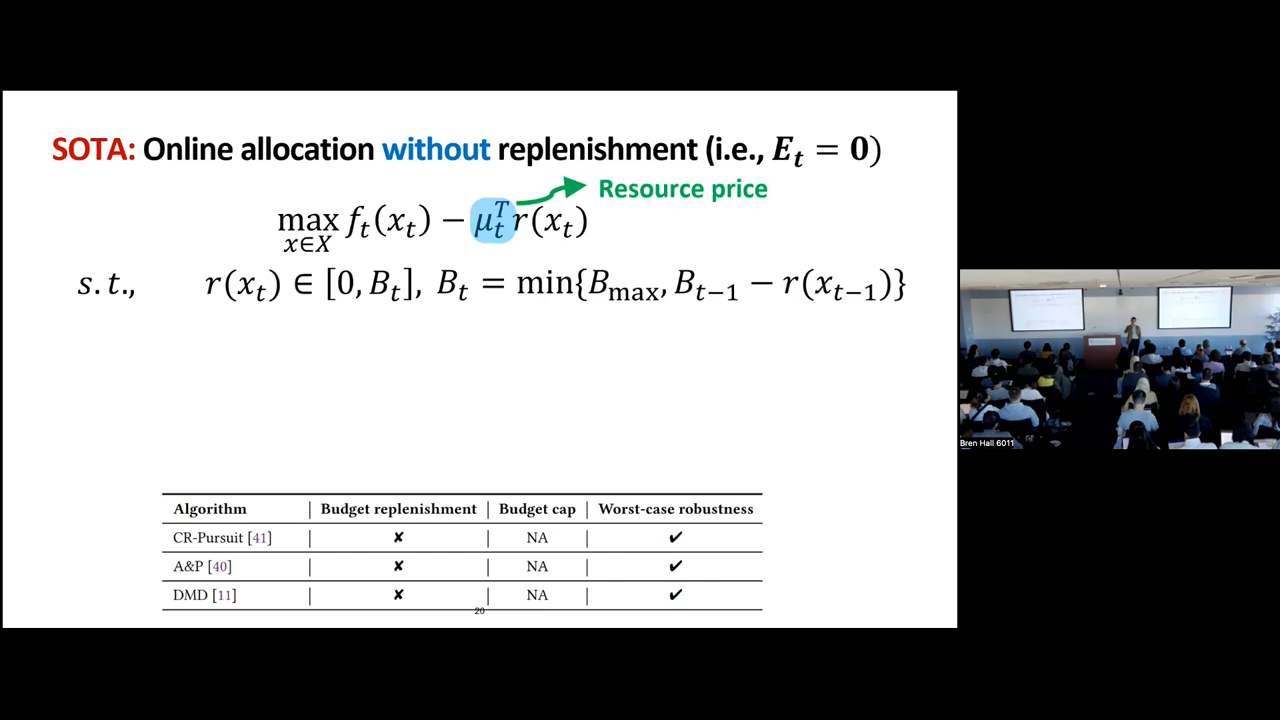 SOTA: Online allocation without replenishment (i.e., E_t = 0)
Resource price
max_{x∈X} f_t(x_t) − μ_t^T r(x_t)
s.t., r(x_t) ∈ [0, B_t], B_t = min{B_max, B_{t−1} − r(x_{t−1})}
Algorithm | Budget replenishment | Budget cap | Worst-case robustness
CR-Pursuit [41] | ✘ | NA | ✔
A&P [40] | ✘ | NA | ✔
DMD [11] | ✘ | NA | ✔
20
Bren Hall 6011